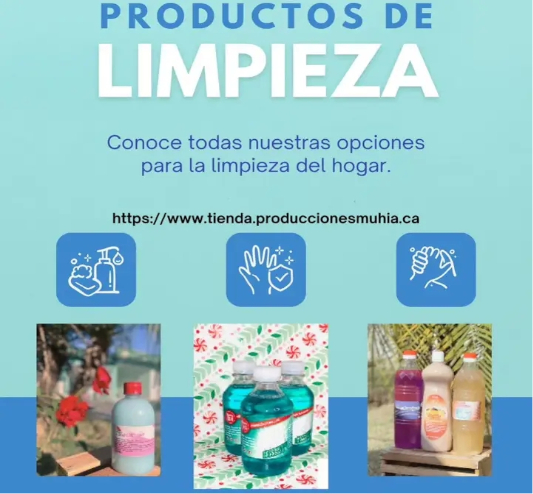 PRODUCTOS DE
LIMPIEZA
Conoce todas nuestras opciones
para la limpieza del hogar.
https://www.tienda.produccionesmuhia.ca